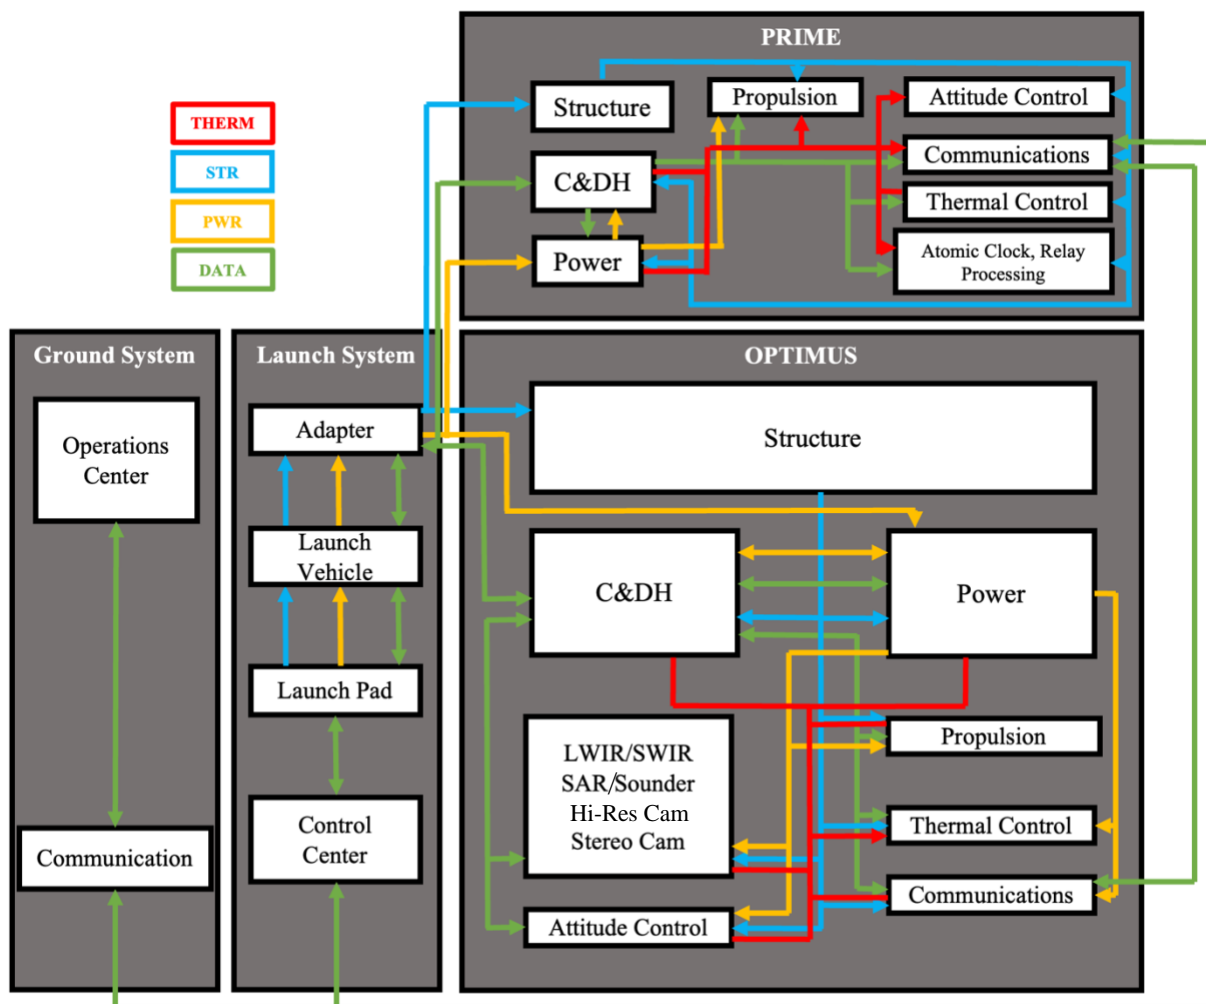 THERM
STR
PWR
DATA
PRIME
Structure
Propulsion
Attitude Control
Communications
C&DH
Thermal Control
Power
Atomic Clock, Relay
Processing
Ground System
Operations
Center
Communication
Launch System
Adapter
Launch
Vehicle
Launch Pad
Control
Center
OPTIMUS
Structure
C&DH
Power
LWIR/SWIR
SAR/Sounder
Hi-Res Cam
Stereo Cam
Attitude Control
Propulsion
Thermal Control
Communications